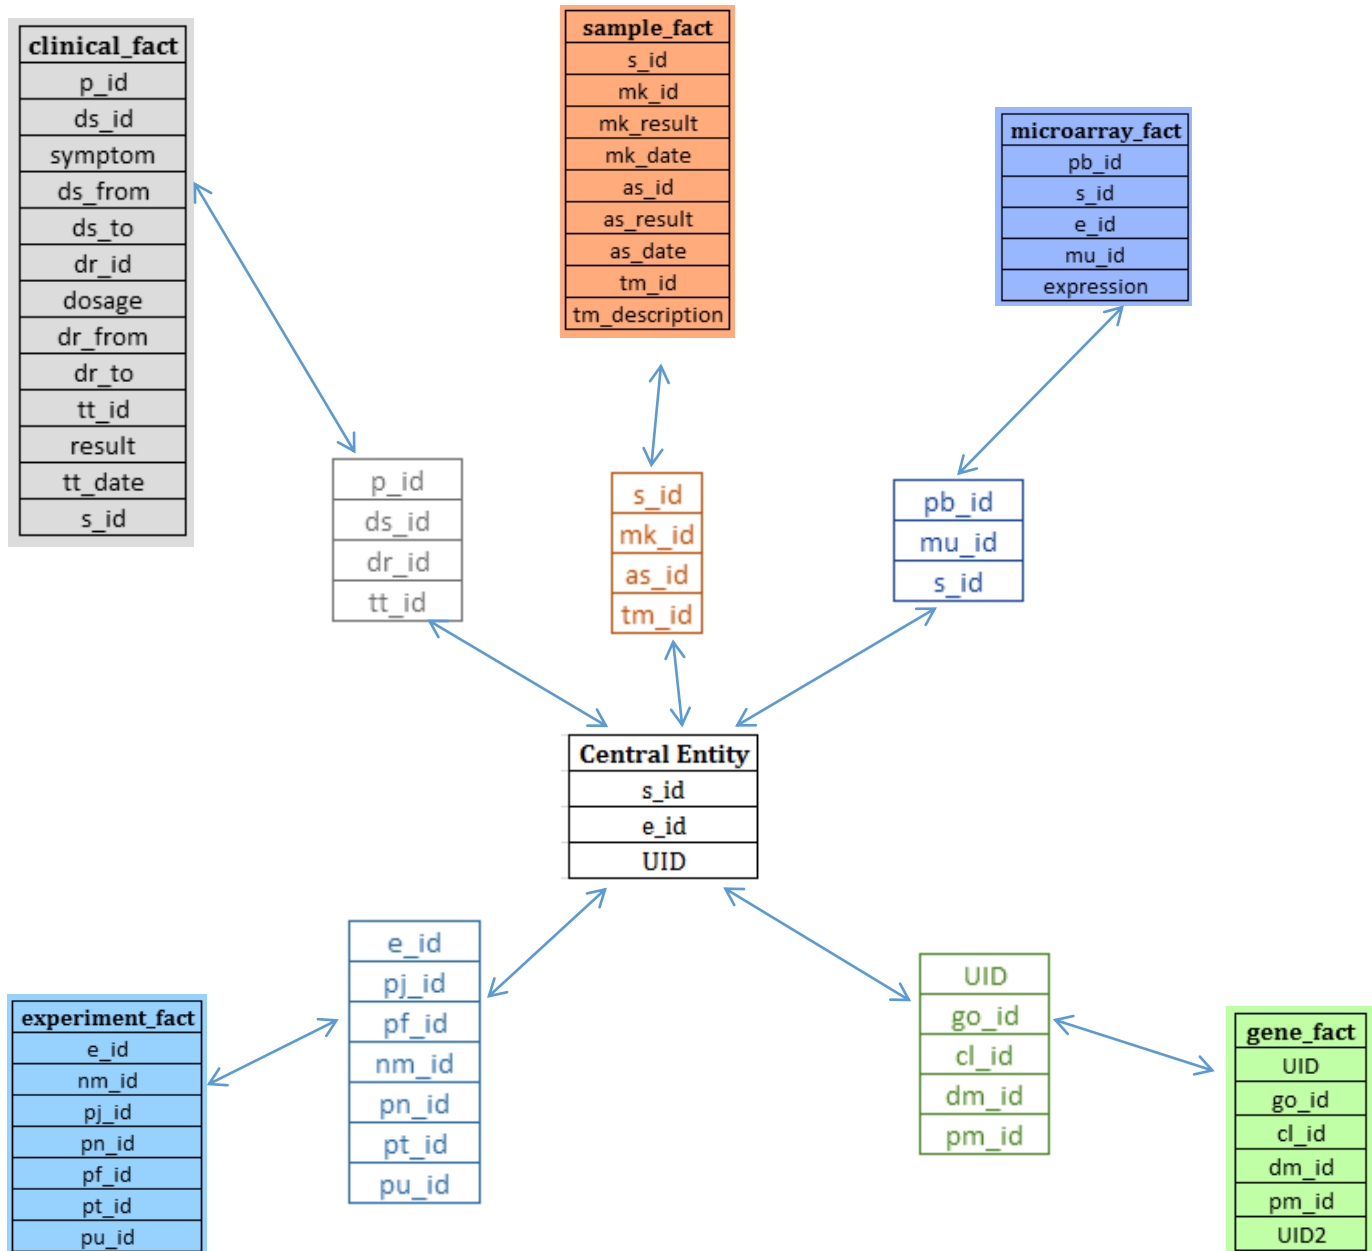 clinical_fact
p_id
ds_id
symptom
ds_from
ds_to
dr_id
dosage
dr_from
dr_to
tt_id
result
tt_date
s_id
sample_fact
s_id
mk_id
mk_result
mk_date
as_id
as_result
as_date
tm_id
tm_description
microarray_fact
pb_id
s_id
e_id
mu_id
expression
p_id
ds_id
dr_id
tt_id
s_id
mk_id
as_id
tm_id
pb_id
mu_id
s_id
Central Entity
s_id
e_id
UID
experiment_fact
e_id
nm_id
pj_id
pn_id
pf_id
pt_id
pu_id
e_id
pj_id
pf_id
nm_id
pn_id
pt_id
pu_id
UID
go_id
cl_id
dm_id
pm_id
gene_fact
UID
go_id
cl_id
dm_id
pm_id
UID2